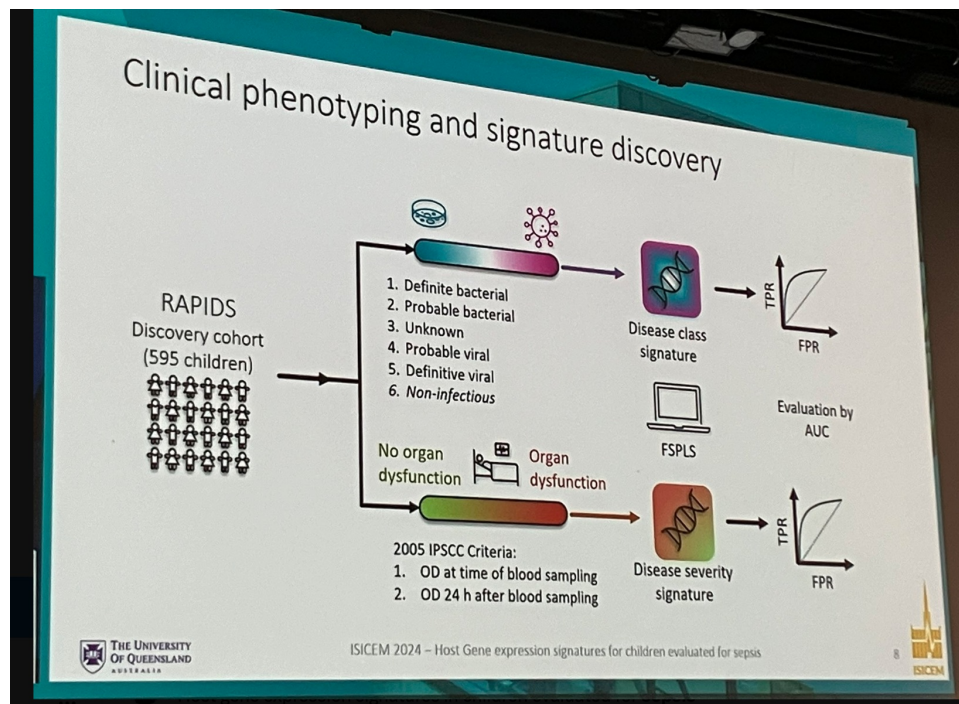 Clinical phenotyping and signature discovery
RAPIDS
Discovery cohort
(595 children)
1. Definite bacterial
2. Probable bacterial
3. Unknown
4. Probable viral
5. Definitive viral
6. Non-infectious
Disease class
signature
TPR
FPR
FSPLS
Evaluation by
AUC
No organ
dysfunction
Organ
dysfunction
2005 IPSCC Criteria:
1. OD at time of blood sampling
2. OD 24 h after blood sampling
Disease severity
signature
TPR
FPR
THE UNIVERSITY
OF QUEENSLAND
AUSTRALIA
ISICEM 2024 – Host Gene expression signatures for children evaluated for sepsis
8
ISICEM